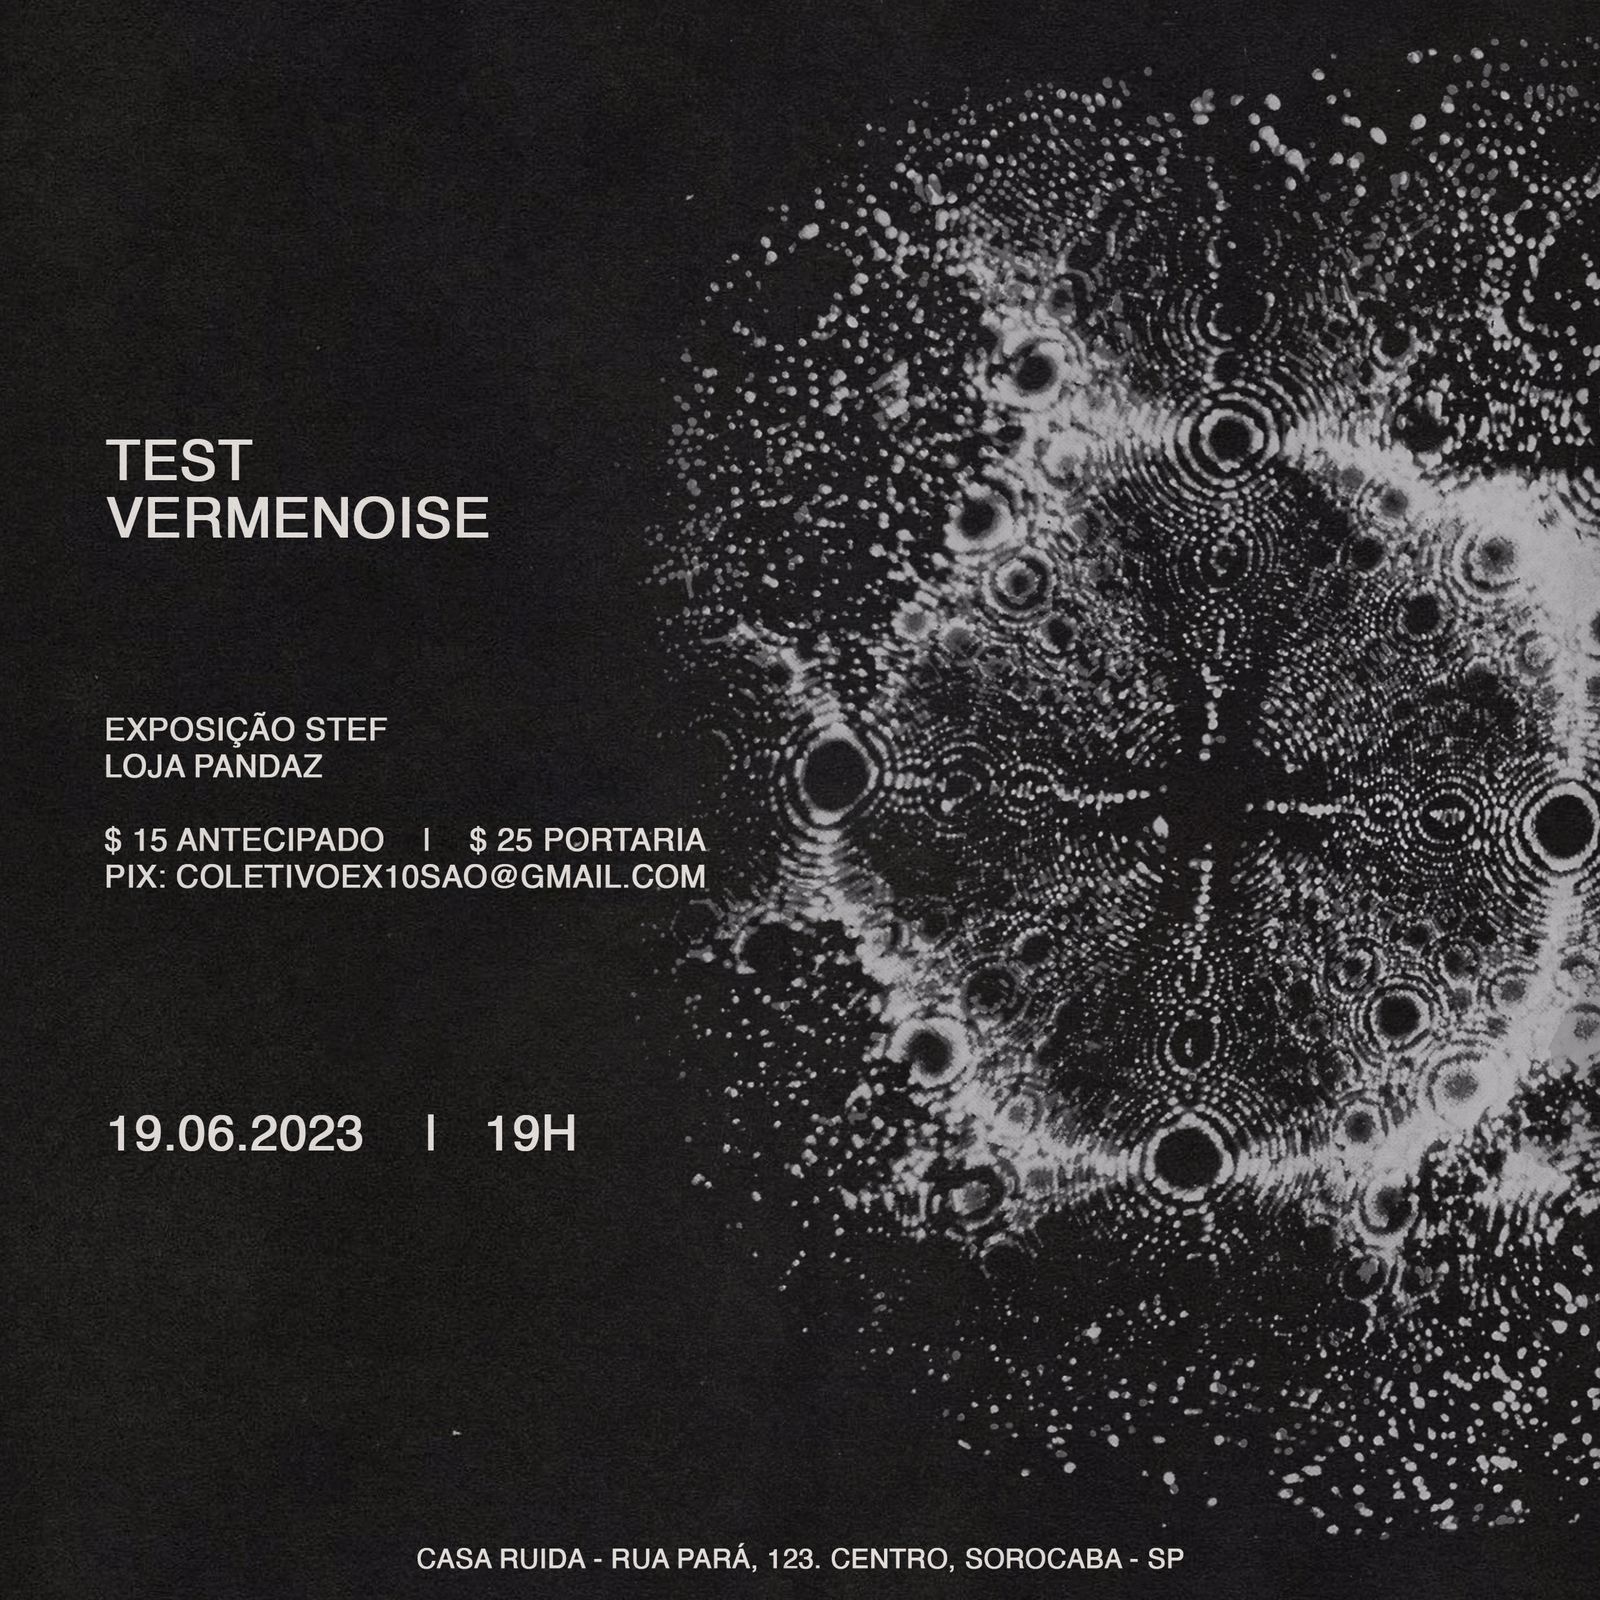 TEST
VERMENOISE
EXPOSIÇÃO STEF
LOJA PANDAZ
$ 15 ANTECIPADO | $ 25 PORTARIA
PIX: COLETIVOEX10SAO@GMAIL.COM
19.06.2023 | 19H
CASA RUIDA - RUA PARÁ, 123. CENTRO, SOROCABA - SP